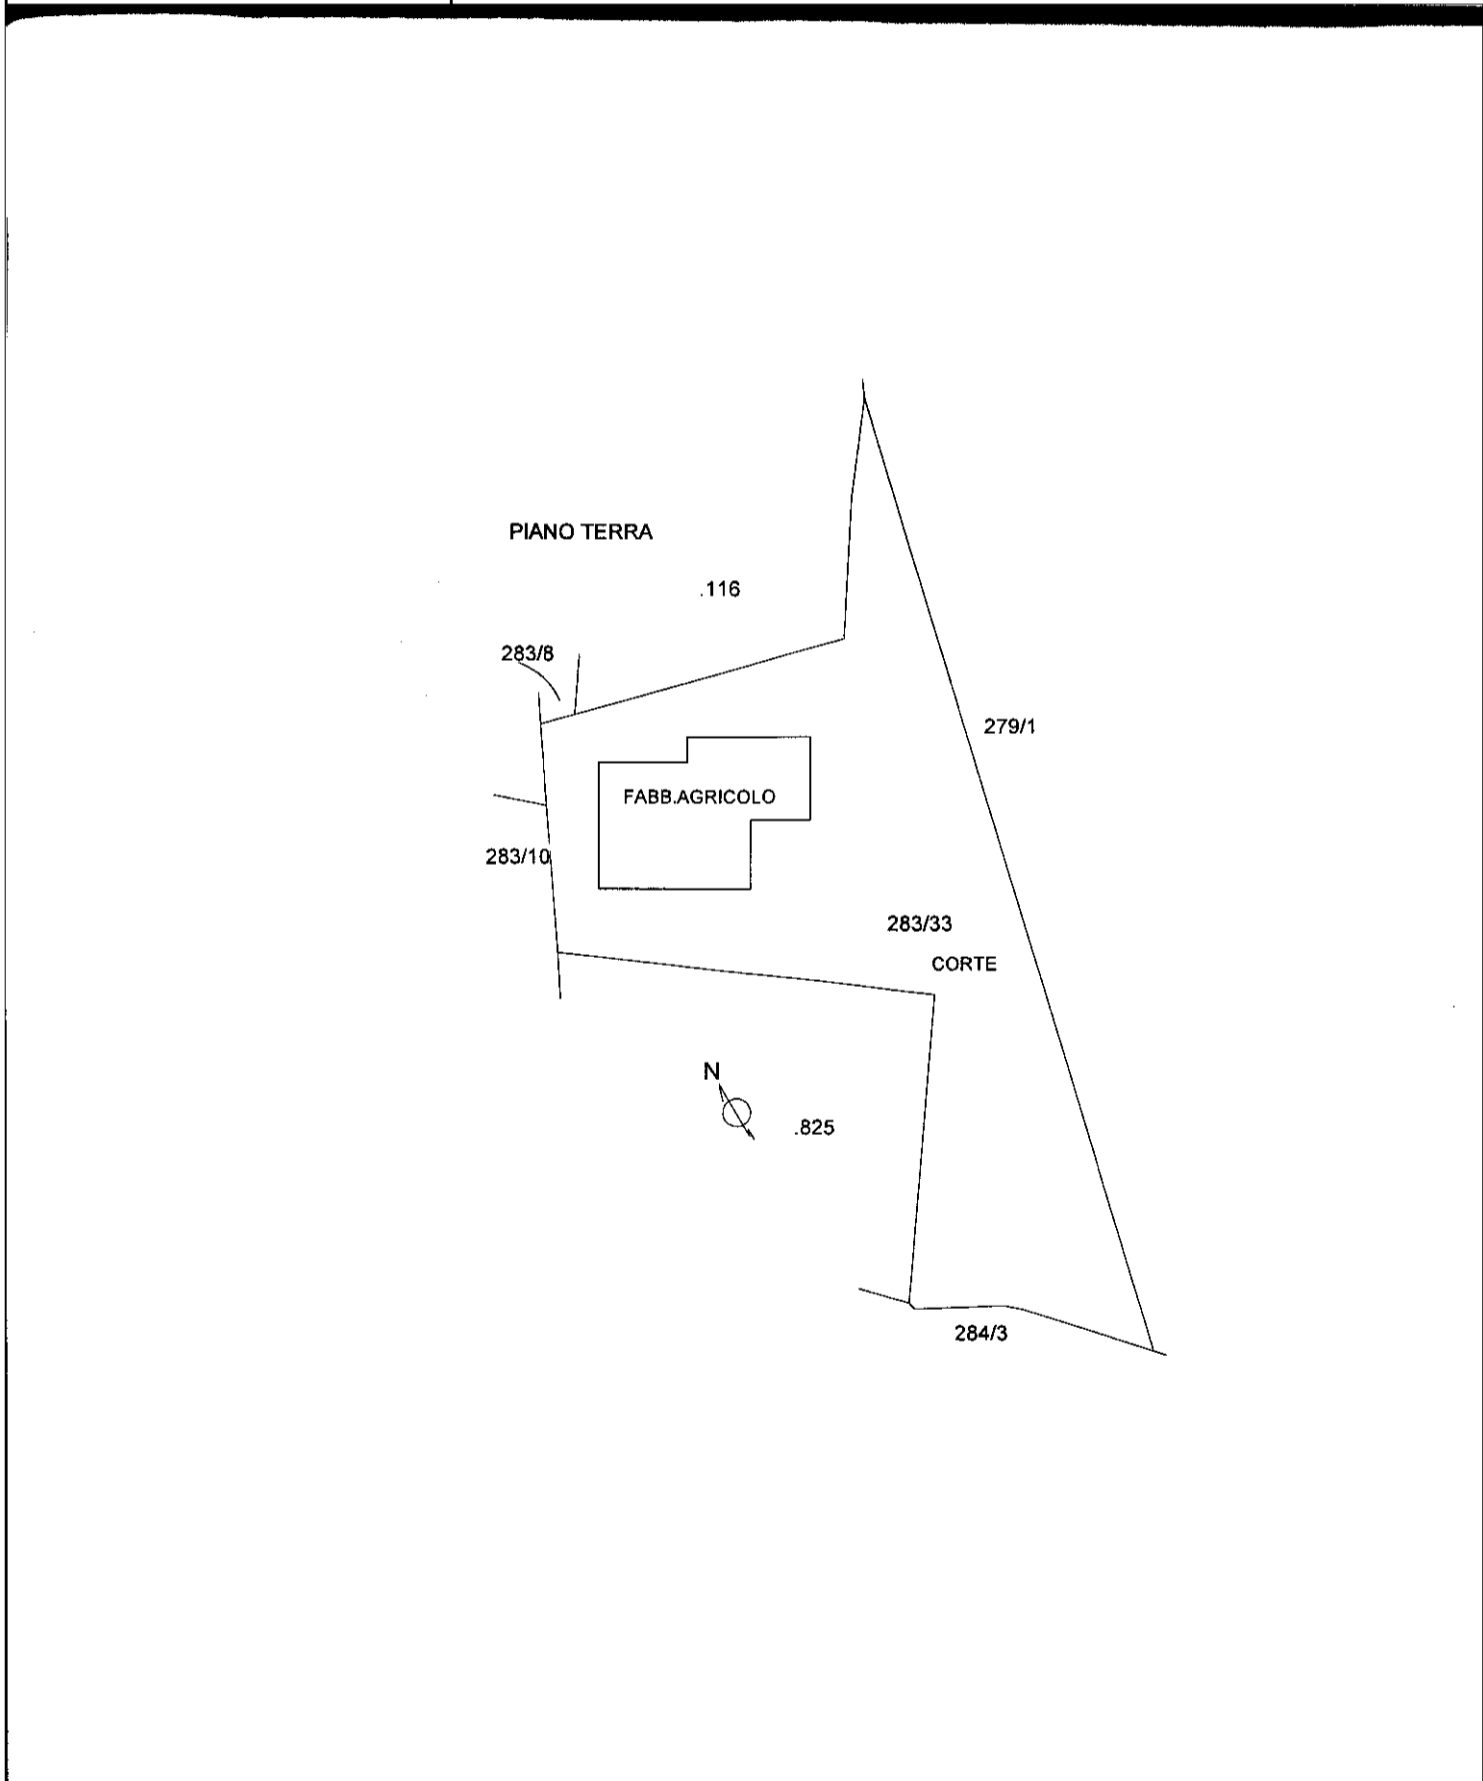 PIANO TERRA
.116
283/8
279/1
FABB.AGRICOLO
283/10
283/33
CORTE
N
.825
284/3